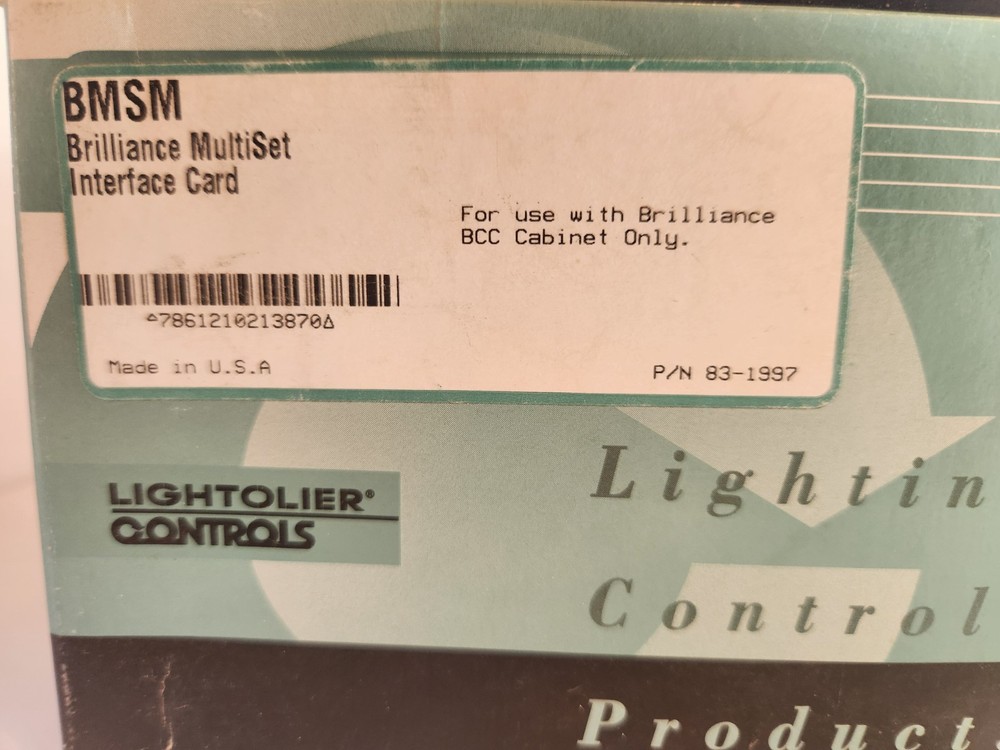 BMSM
Brilliance MultiSet
Interface Card
For use with Brilliance
BCC Cabinet Only.
^7861210213870Δ
Made in U.S.A
P/N 83-1997
LIGHTOLIER®
CONTROLS
Lightin
Control
Product